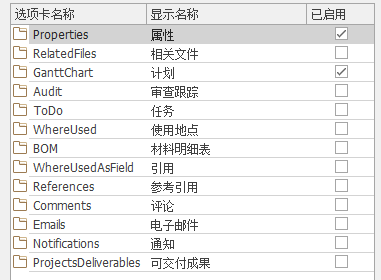 选项卡名称 显示名称 已启用
Properties 属性
RelatedFiles 相关文件
GanttChart 计划
Audit 审查跟踪
ToDo 任务
WhereUsed 使用地点
BOM 材料明细表
WhereUsedAsField 引用
References 参考引用
Comments 评论
Emails 电子邮件
Notifications 通知
ProjectsDeliverables 可交付成果